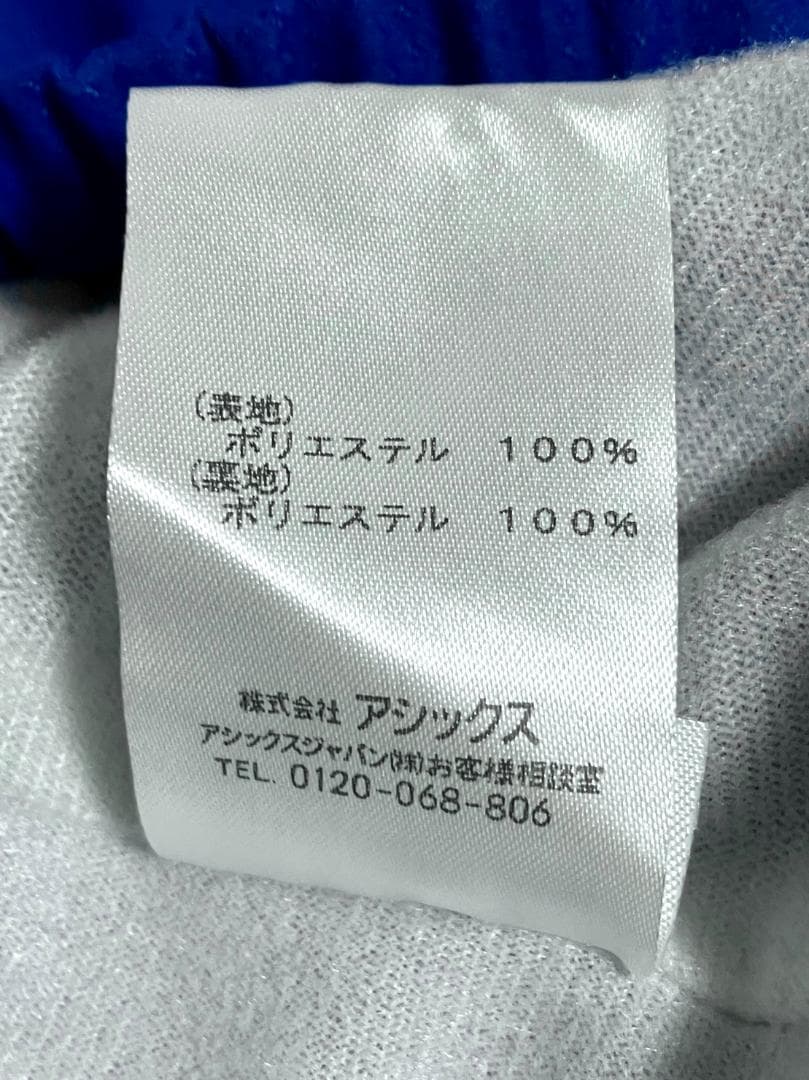 (表地)
ポリエステル　１００％
(裏地)
ポリエステル　１００％
株式会社 アシックス
アシックスジャパン(株)お客様相談室
TEL. 0120-068-806